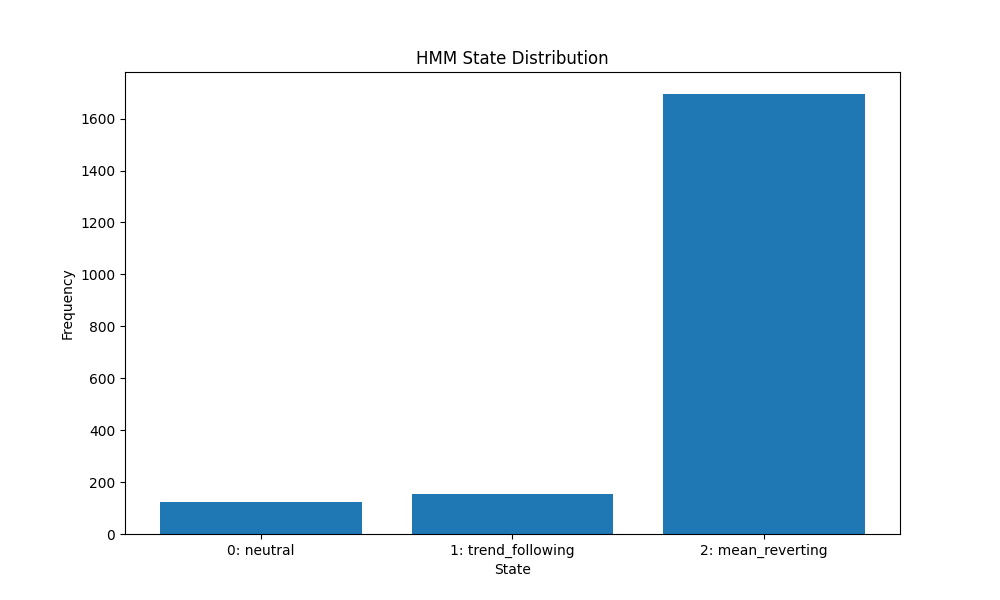 HMM State Distribution
Frequency
1600
1400
1200
1000
800
600
400
200
0
0: neutral
1: trend_following
2: mean_reverting
State